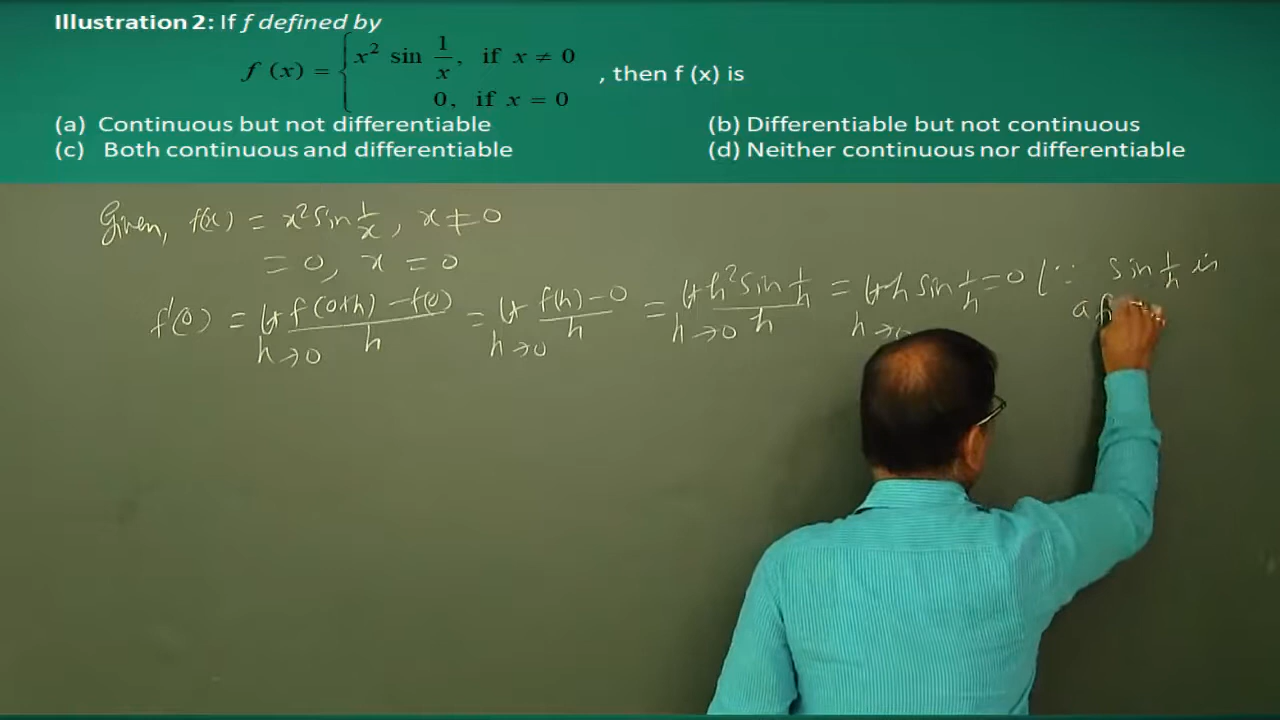 Illustration 2: If f defined by
f (x) = { x² sin 1/x, if x ≠ 0
0, if x = 0
, then f (x) is
(a) Continuous but not differentiable
(b) Differentiable but not continuous
(c) Both continuous and differentiable
(d) Neither continuous nor differentiable
Given, f(x) = x² sin 1/x, x ≠ 0
= 0, x = 0
f'(0) = lt h→0 (f(0+h) - f(0))/h = lt h→0 (f(h) - 0)/h = lt h→0 (h² sin 1/h)/h = lt h→0 h sin 1/h = 0 [∵ sin 1/h is
a